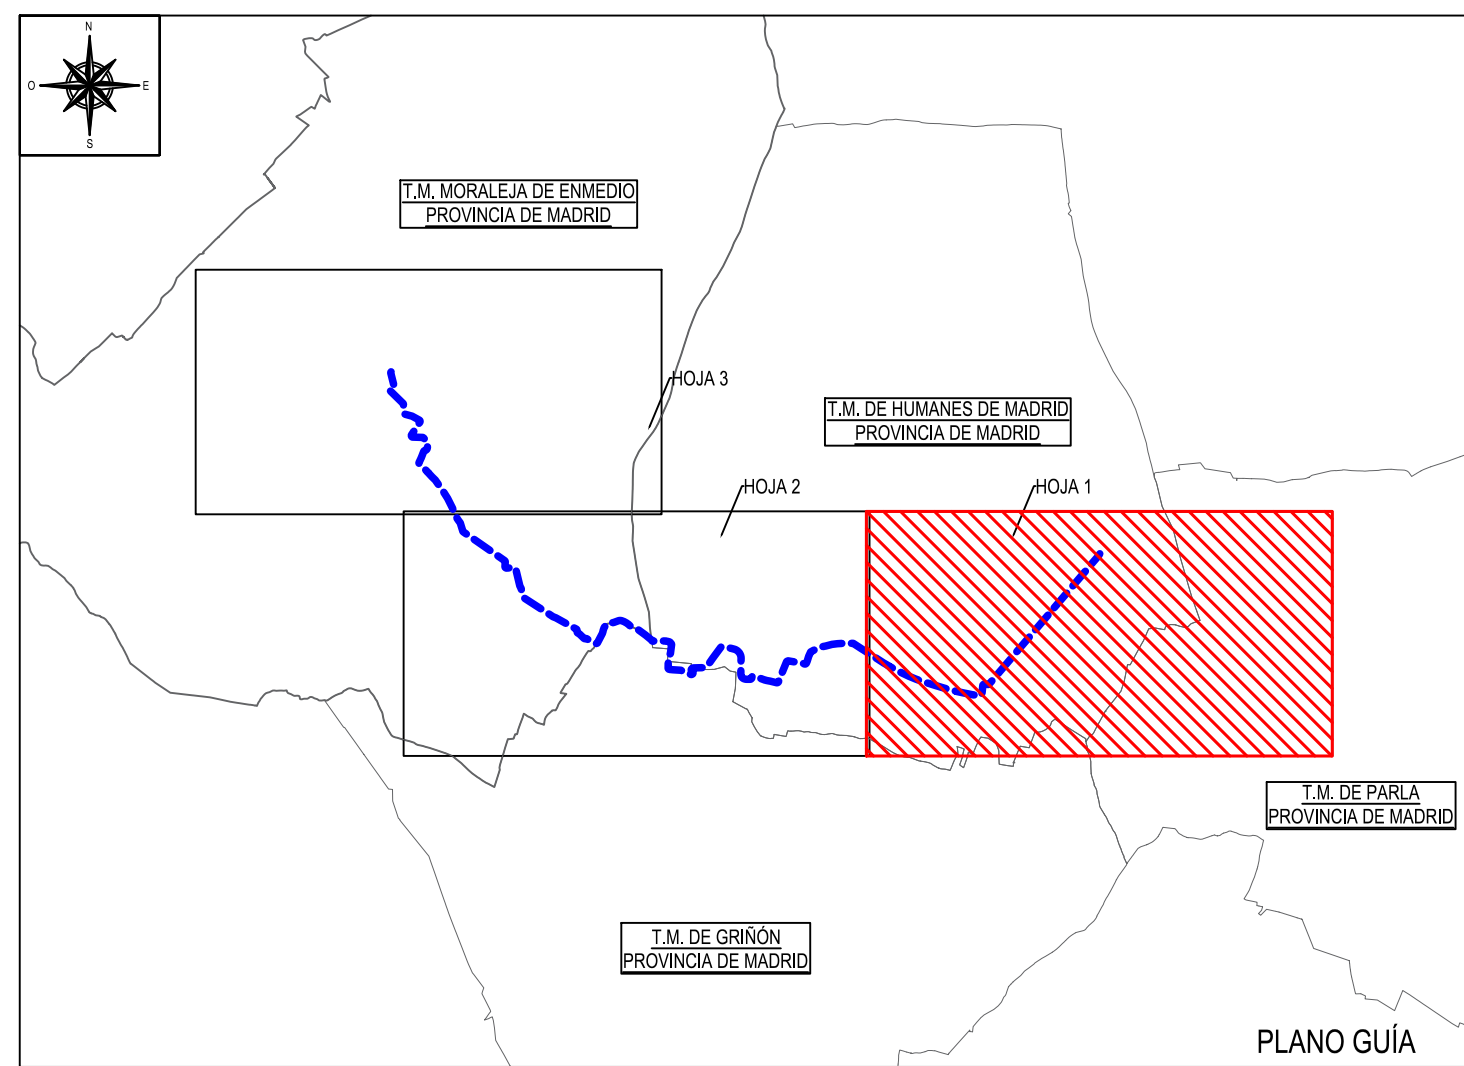 N
O
E
S
T.M. MORALEJA DE ENMEDIO
PROVINCIA DE MADRID
HOJA 3
T.M. DE HUMANES DE MADRID
PROVINCIA DE MADRID
HOJA 2
HOJA 1
T.M. DE PARLA
PROVINCIA DE MADRID
T.M. DE GRIÑÓN
PROVINCIA DE MADRID
PLANO GUÍA